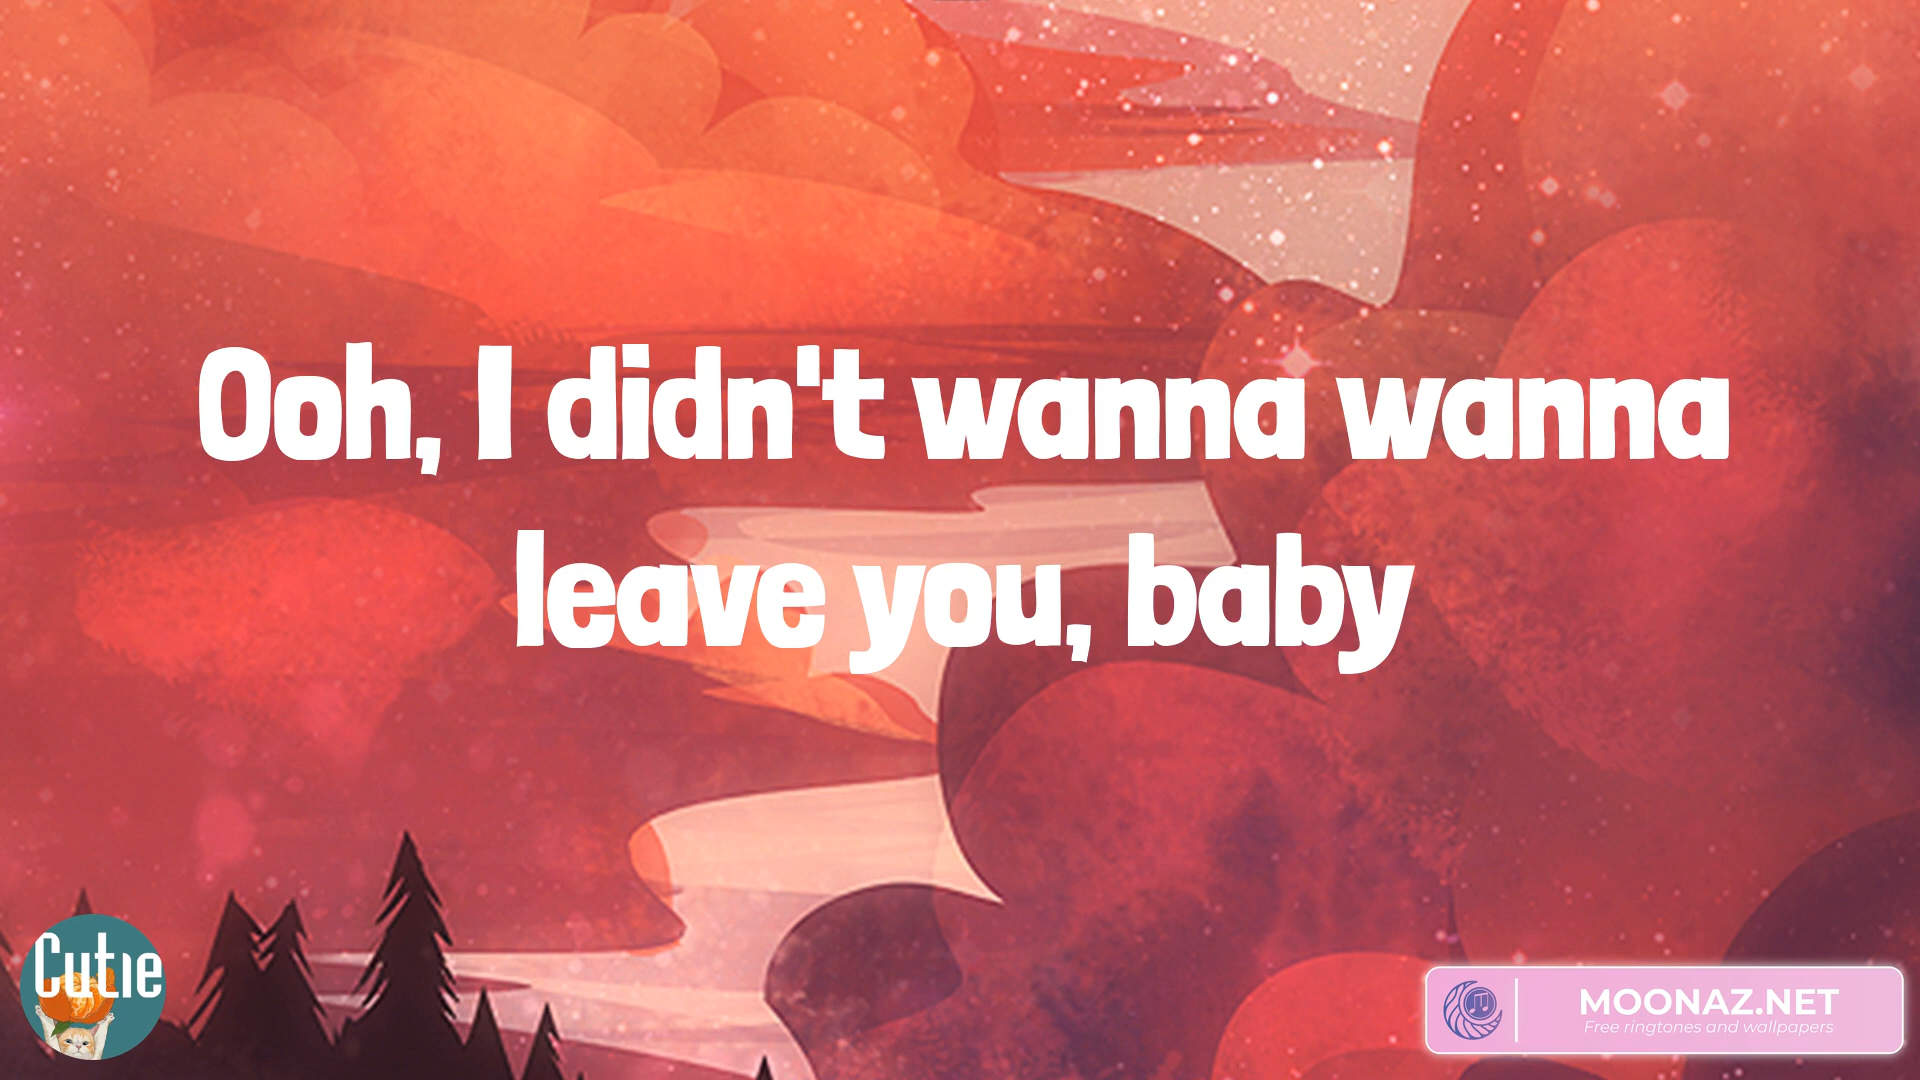 Ooh, I didn't wanna wanna
leave you, baby
Cutie
MOONAZ.NET
Free ringtones and wallpapers